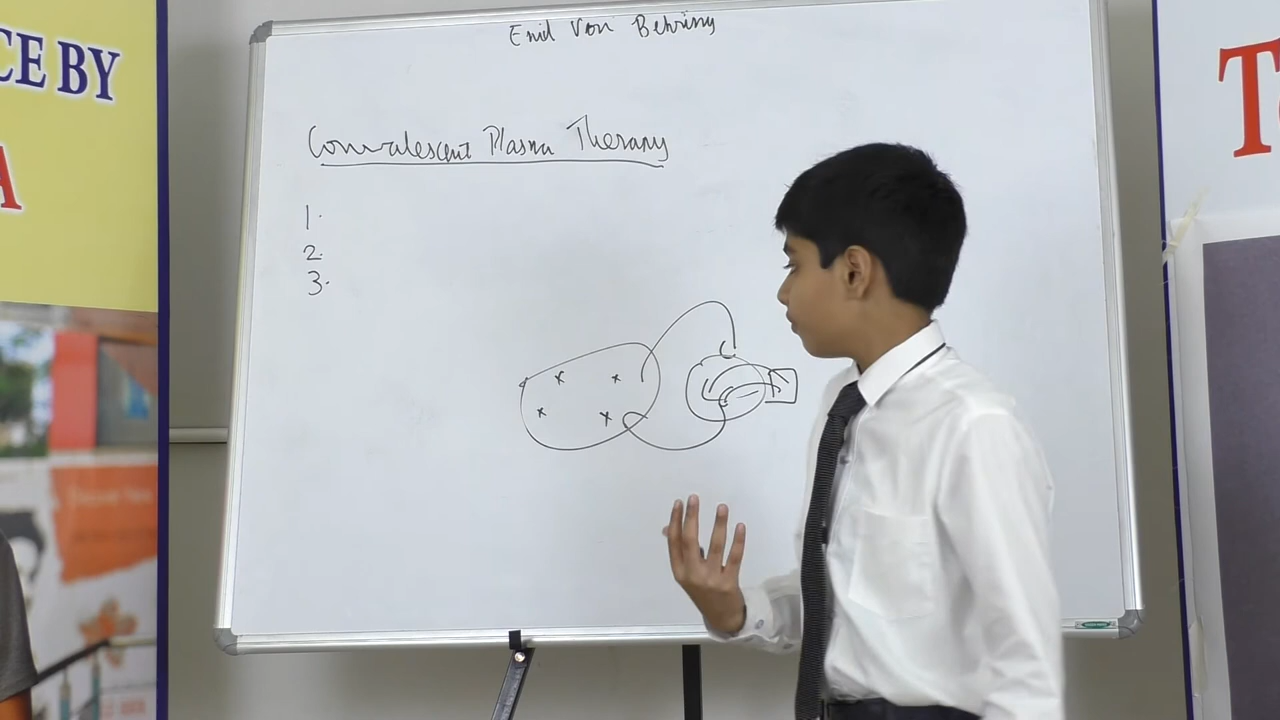 Emil Von Behring
CE BY
A
T
Convalescent Plasma Therapy
1.
2.
3.